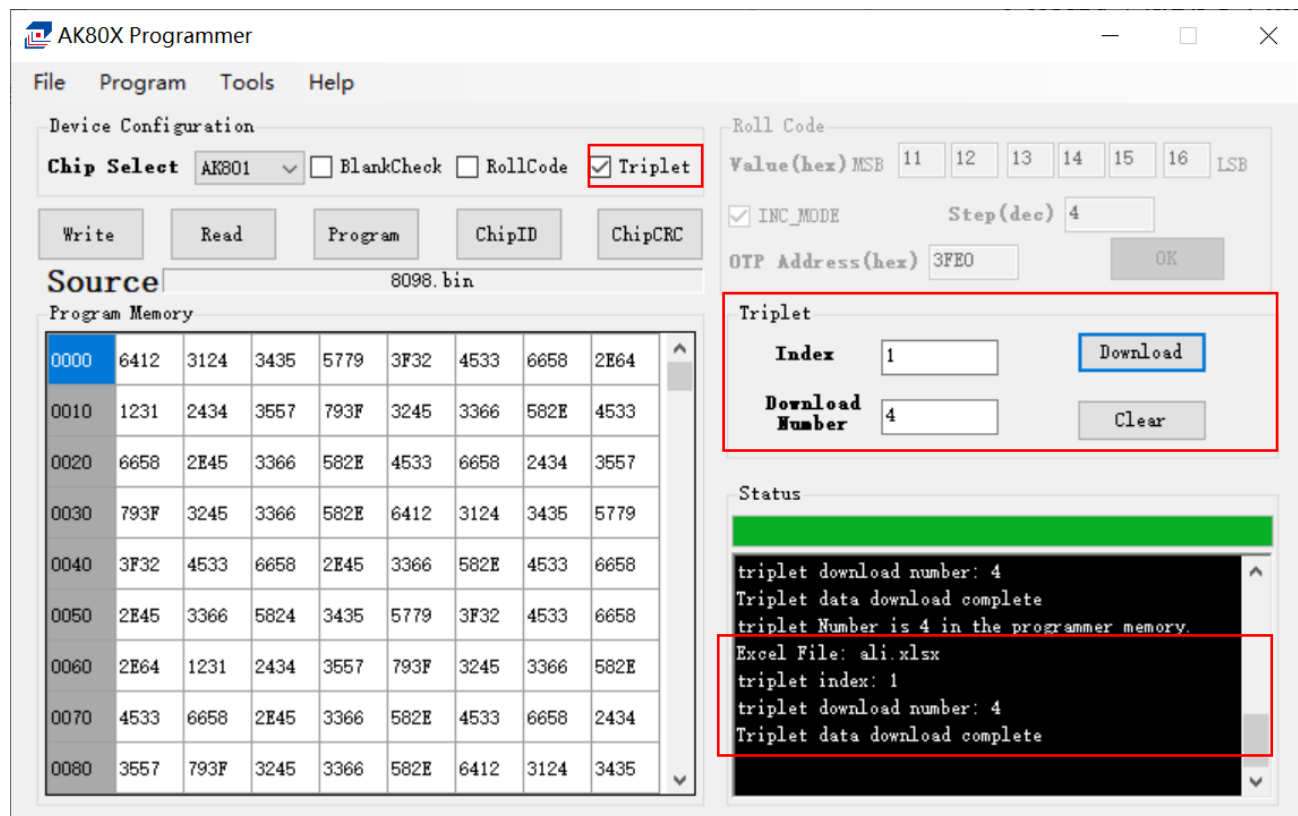 AK80X Programmer
File Program Tools Help
Device Configuration
Chip Select AK801 BlankCheck RollCode Triplet
Write Read Program ChipID ChipCRC
Source 8098.bin
Program Memory
0000 6412 3124 3435 5779 3F32 4533 6658 2E64
0010 1231 2434 3557 793F 3245 3366 582E 4533
0020 6658 2E45 3366 582E 4533 6658 2434 3557
0030 793F 3245 3366 582E 6412 3124 3435 5779
0040 3F32 4533 6658 2E45 3366 582E 4533 6658
0050 2E45 3366 5824 3435 5779 3F32 4533 6658
0060 2E64 1231 2434 3557 793F 3245 3366 582E
0070 4533 6658 2E45 3366 582E 4533 6658 2434
0080 3557 793F 3245 3366 582E 6412 3124 3435
Roll Code
Value(hex) MSB 11 12 13 14 15 16 LSB
INC_MODE Step(dec) 4
OTP Address(hex) 3FE0 OK
Triplet
Index 1 Download
Download
Number 4 Clear
Status
triplet download number: 4
Triplet data download complete
triplet Number is 4 in the programmer memory.
Excel File: ali.xlsx
triplet index: 1
triplet download number: 4
Triplet data download complete